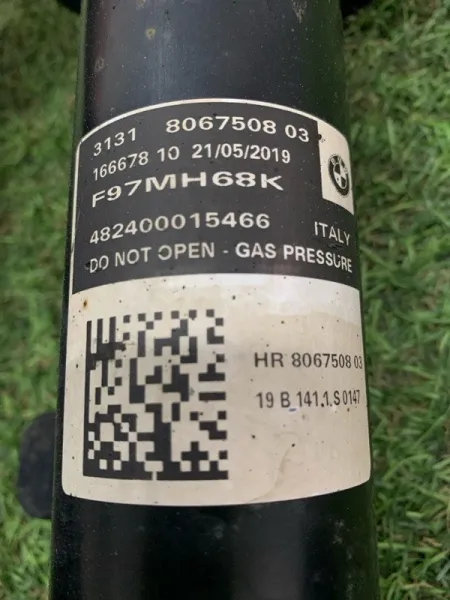 3131 8067508 03
166678 10 21/05/2019
F97MH68K
482400015466 ITALY
DO NOT OPEN - GAS PRESSURE
HR 8067508 03
19 B 141.1.S 0147